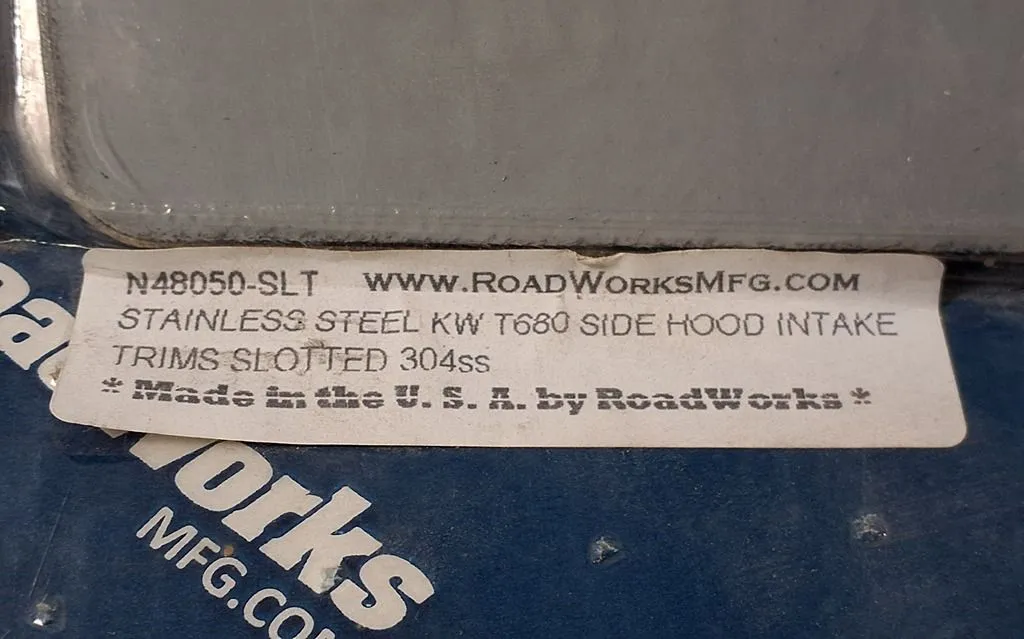 N48050-SLT WWW.ROADWORKSMFG.COM
STAINLESS STEEL KW T680 SIDE HOOD INTAKE
TRIMS SLOTTED 304SS
* Made in the U. S. A. by RoadWorks *
Works
MFG.CO